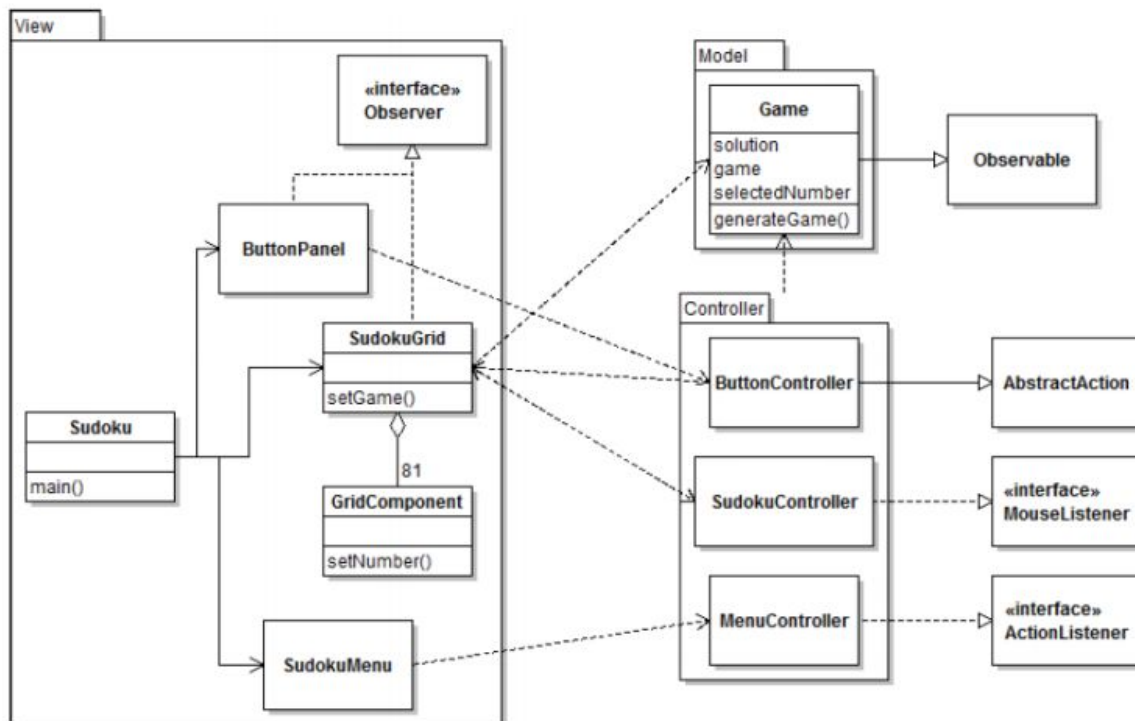 View
«interface»
Observer
ButtonPanel
SudokuGrid
setGame()
Sudoku
main()
81
GridComponent
setNumber()
SudokuMenu
Model
Game
solution
game
selectedNumber
generateGame()
Observable
Controller
ButtonController
AbstractAction
SudokuController
«interface»
MouseListener
MenuController
«interface»
ActionListener